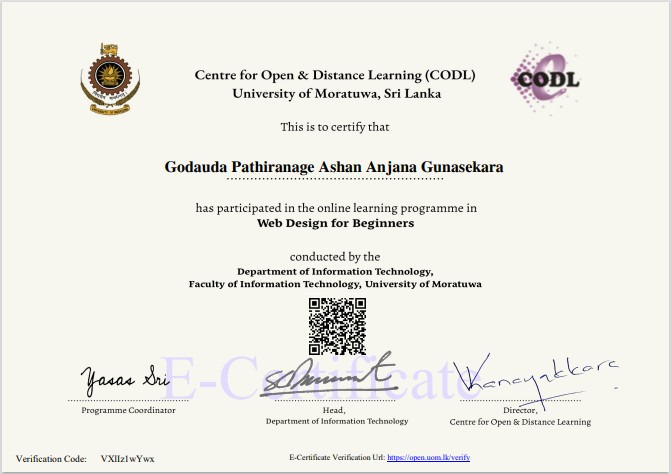 Centre for Open & Distance Learning (CODL)
University of Moratuwa, Sri Lanka
CODL
This is to certify that
Godauda Pathiranage Ashan Anjana Gunasekara
has participated in the online learning programme in
Web Design for Beginners
conducted by the
Department of Information Technology,
Faculty of Information Technology, University of Moratuwa
E-Certificate
Yasas Sri
Programme Coordinator
Head,
Department of Information Technology
Director,
Centre for Open & Distance Learning
Verification Code: VXIIz1wYwx
E-Certificate Verification Url: https://open.uom.lk/verify